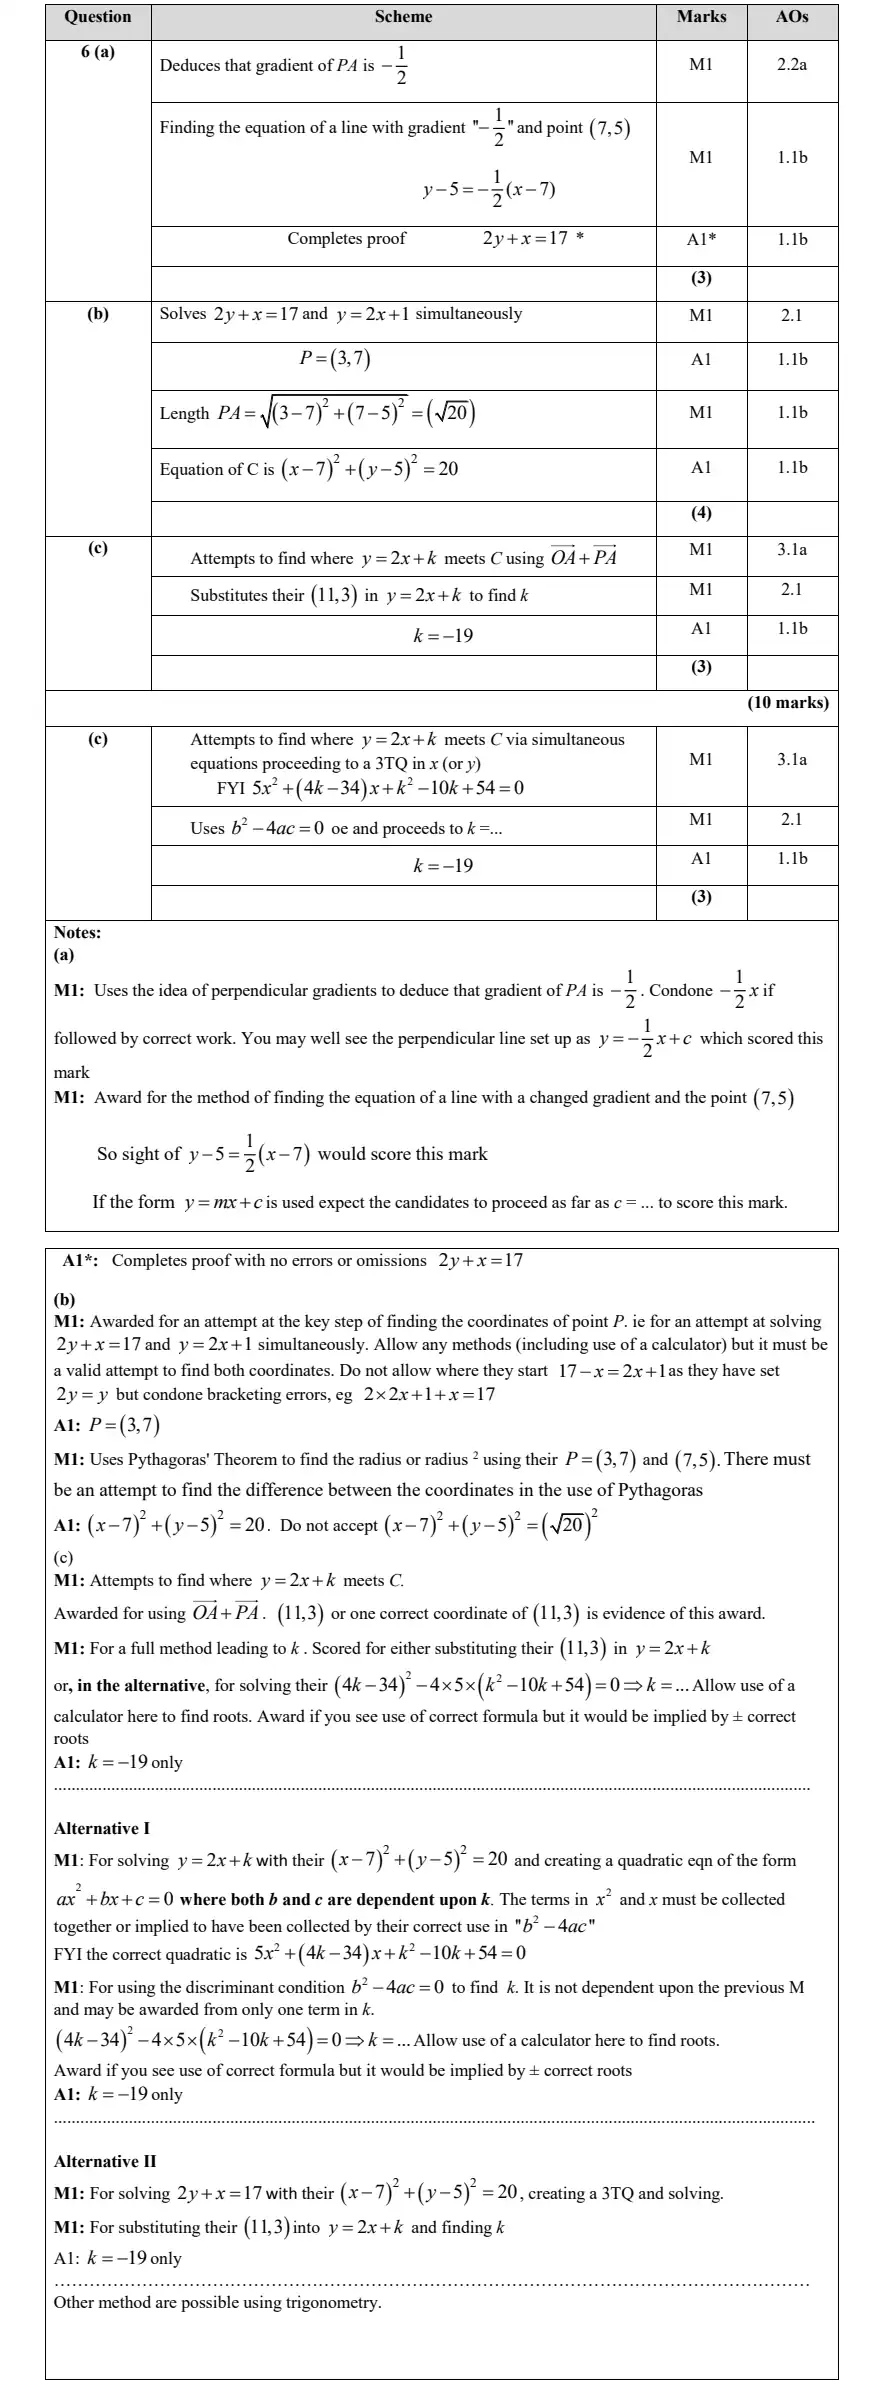 Question Scheme Marks AOs
6 (a) Deduces that gradient of PA is −1/2 M1 2.2a
Finding the equation of a line with gradient "−1/2" and point (7,5)
y−5=−1/2(x−7) M1 1.1b
Completes proof 2y+x=17 * A1* 1.1b
(3)
(b) Solves 2y+x=17 and y=2x+1 simultaneously M1 2.1
P=(3,7) A1 1.1b
Length PA=√((3−7)²+(7−5)²)=(√20) M1 1.1b
Equation of C is (x−7)²+(y−5)²=20 A1 1.1b
(4)
(c) Attempts to find where y=2x+k meets C using O͞A͞+P͞A͞ M1 3.1a
Substitutes their (11,3) in y=2x+k to find k M1 2.1
k=−19 A1 1.1b
(3)
(10 marks)
(c) Attempts to find where y=2x+k meets C via simultaneous
equations proceeding to a 3TQ in x (or y) M1 3.1a
FYI 5x²+(4k−34)x+k²−10k+54=0
Uses b²−4ac=0 oe and proceeds to k =... M1 2.1
k=−19 A1 1.1b
(3)
Notes:
(a)
M1: Uses the idea of perpendicular gradients to deduce that gradient of PA is −1/2. Condone −1/2x if
followed by correct work. You may well see the perpendicular line set up as y=−1/2x+c which scored this
mark
M1: Award for the method of finding the equation of a line with a changed gradient and the point (7,5)
So sight of y−5=1/2(x−7) would score this mark
If the form y=mx+c is used expect the candidates to proceed as far as c = ... to score this mark.
A1*: Completes proof with no errors or omissions 2y+x=17
(b)
M1: Awarded for an attempt at the key step of finding the coordinates of point P. ie for an attempt at solving
2y+x=17 and y=2x+1 simultaneously. Allow any methods (including use of a calculator) but it must be
a valid attempt to find both coordinates. Do not allow where they start 17−x=2x+1as they have set
2y=y but condone bracketing errors, eg 2×2x+1+x=17
A1: P=(3,7)
M1: Uses Pythagoras' Theorem to find the radius or radius ² using their P=(3,7) and (7,5). There must
be an attempt to find the difference between the coordinates in the use of Pythagoras
A1: (x−7)²+(y−5)²=20. Do not accept (x−7)²+(y−5)²=(√20)²
(c)
M1: Attempts to find where y=2x+k meets C.
Awarded for using O͞A͞+P͞A͞. (11,3) or one correct coordinate of (11,3) is evidence of this award.
M1: For a full method leading to k . Scored for either substituting their (11,3) in y=2x+k
or, in the alternative, for solving their (4k−34)²−4×5×(k²−10k+54)=0⇒k=... Allow use of a
calculator here to find roots. Award if you see use of correct formula but it would be implied by ± correct
roots
A1: k=−19 only
Alternative I
M1: For solving y=2x+k with their (x−7)²+(y−5)²=20 and creating a quadratic eqn of the form
ax²+bx+c=0 where both b and c are dependent upon k. The terms in x² and x must be collected
together or implied to have been collected by their correct use in "b²−4ac"
FYI the correct quadratic is 5x²+(4k−34)x+k²−10k+54=0
M1: For using the discriminant condition b²−4ac=0 to find k. It is not dependent upon the previous M
and may be awarded from only one term in k.
(4k−34)²−4×5×(k²−10k+54)=0⇒k=... Allow use of a calculator here to find roots.
Award if you see use of correct formula but it would be implied by ± correct roots
A1: k=−19 only
Alternative II
M1: For solving 2y+x=17 with their (x−7)²+(y−5)²=20, creating a 3TQ and solving.
M1: For substituting their (11,3) into y=2x+k and finding k
A1: k=−19 only
Other method are possible using trigonometry.